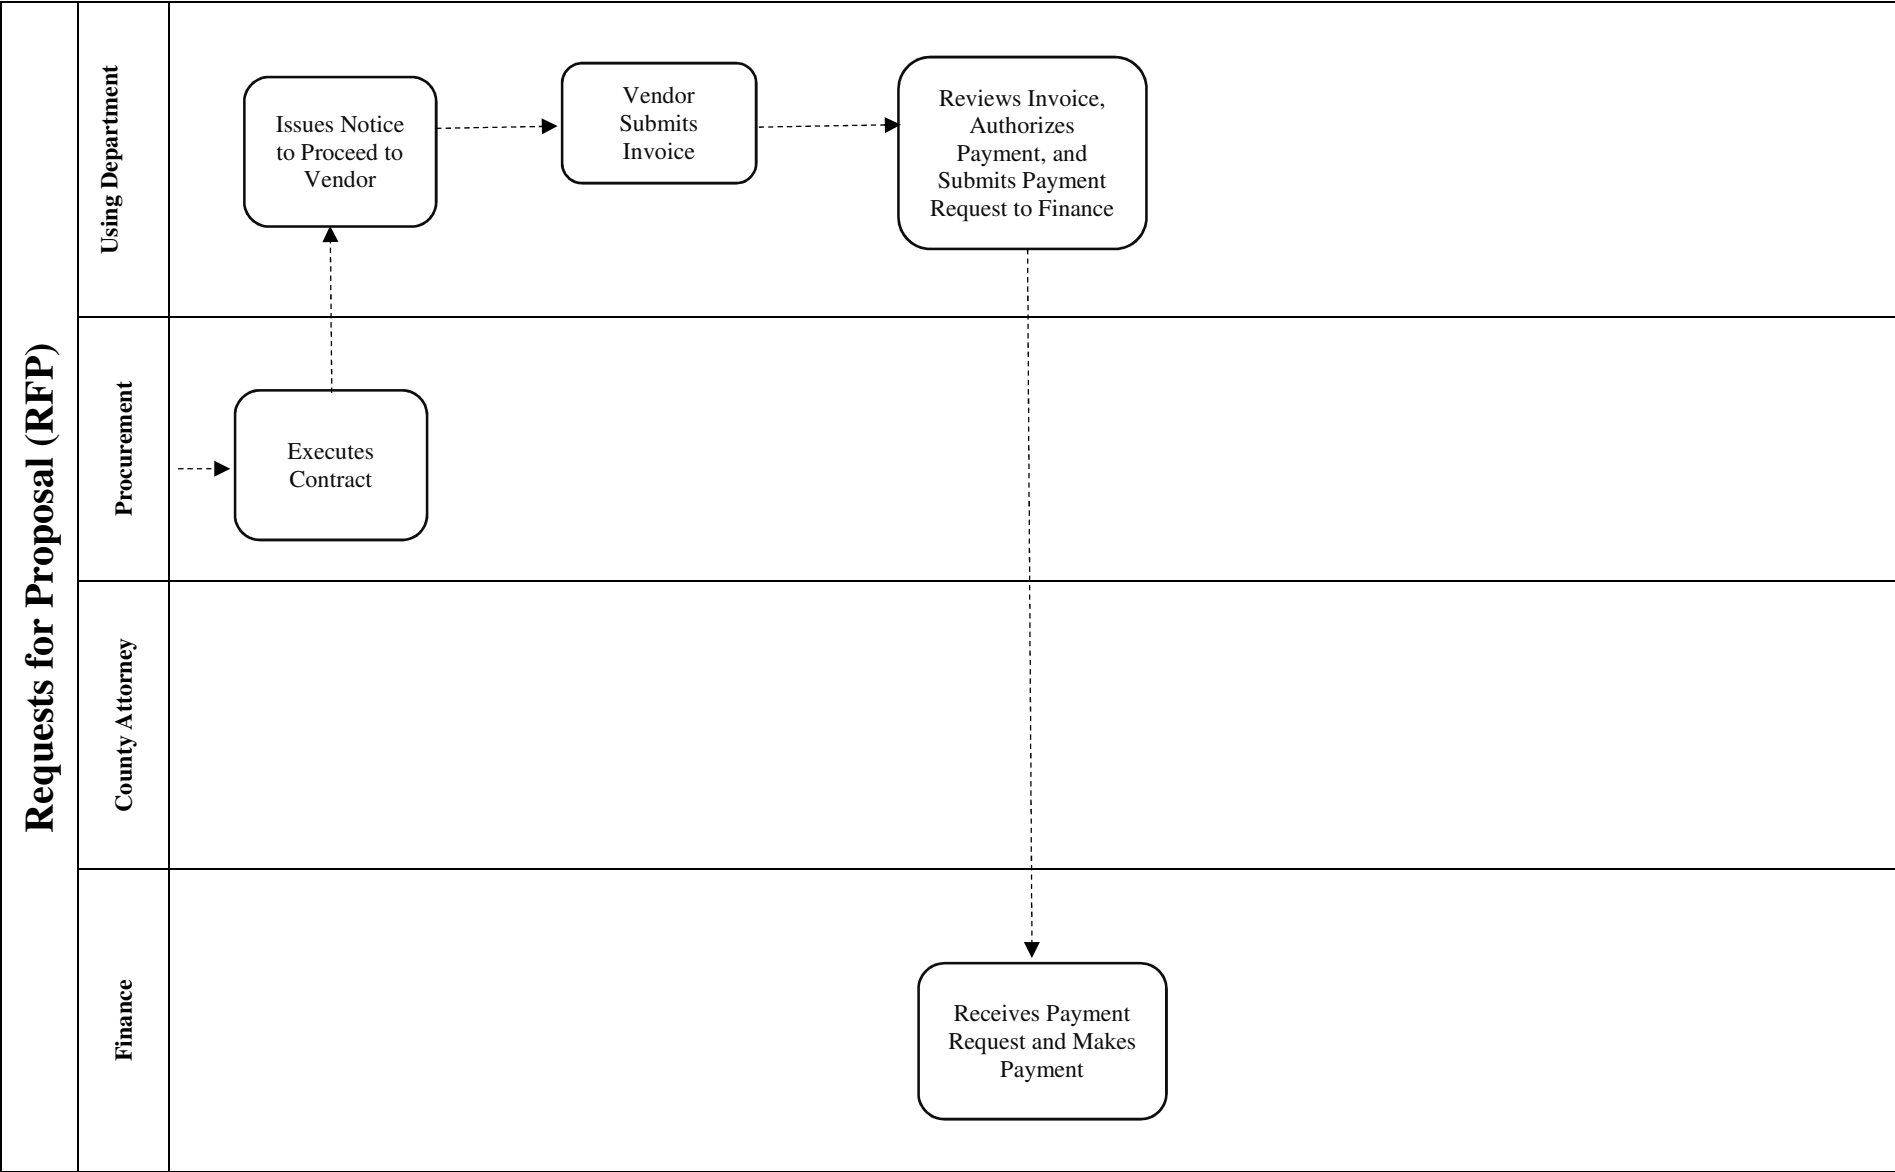 Requests for Proposal (RFP)
Using Department
Issues Notice
to Proceed to
Vendor
Vendor
Submits
Invoice
Reviews Invoice,
Authorizes
Payment, and
Submits Payment
Request to Finance
Procurement
Executes
Contract
County Attorney
Finance
Receives Payment
Request and Makes
Payment